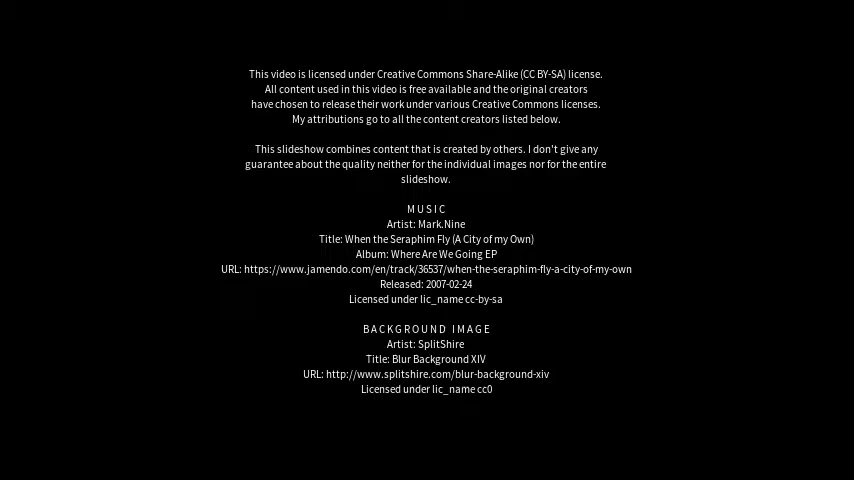 This video is licensed under Creative Commons Share-Alike (CC BY-SA) license.
All content used in this video is free available and the original creators
have chosen to release their work under various Creative Commons licenses.
My attributions go to all the content creators listed below.
This slideshow combines content that is created by others. I don't give any
guarantee about the quality neither for the individual images nor for the entire
slideshow.
MUSIC
Artist: Mark.Nine
Title: When the Seraphim Fly (A City of my Own)
Album: Where Are We Going EP
URL: https://www.jamendo.com/en/track/36537/when-the-seraphim-fly-a-city-of-my-own
Released: 2007-02-24
Licensed under lic_name cc-by-sa
BACKGROUND IMAGE
Artist: SplitShire
Title: Blur Background XIV
URL: http://www.splitshire.com/blur-background-xiv
Licensed under lic_name cc0